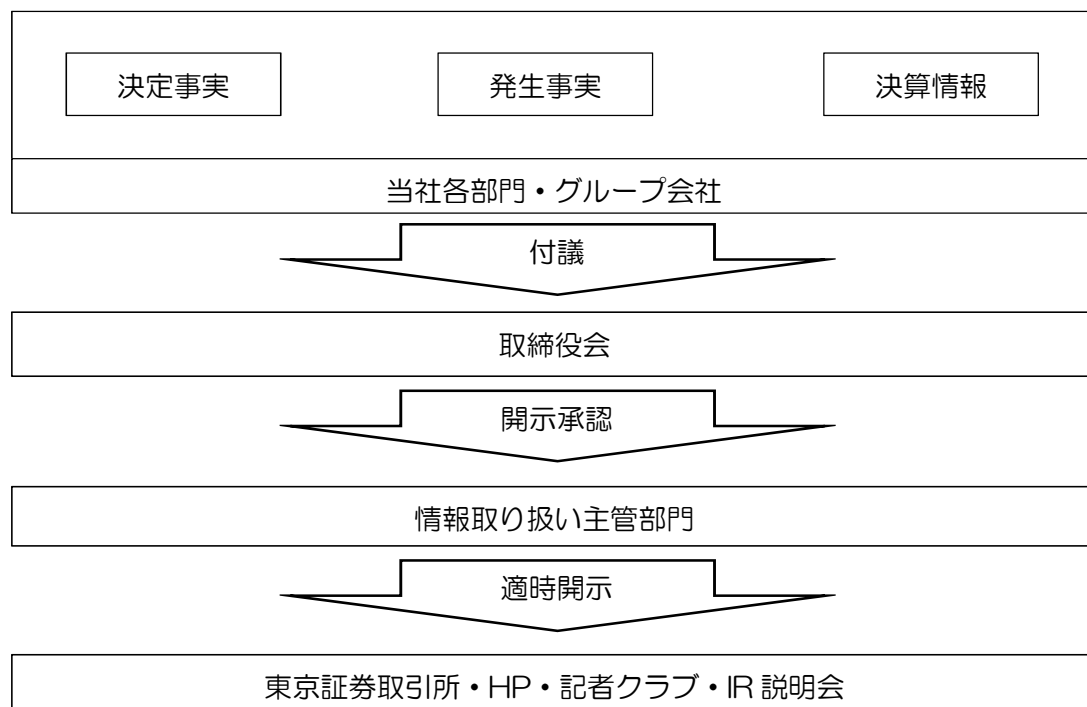 決定事実
発生事実
決算情報
当社各部門・グループ会社
付議
取締役会
開示承認
情報取り扱い主管部門
適時開示
東京証券取引所・HP・記者クラブ・IR 説明会